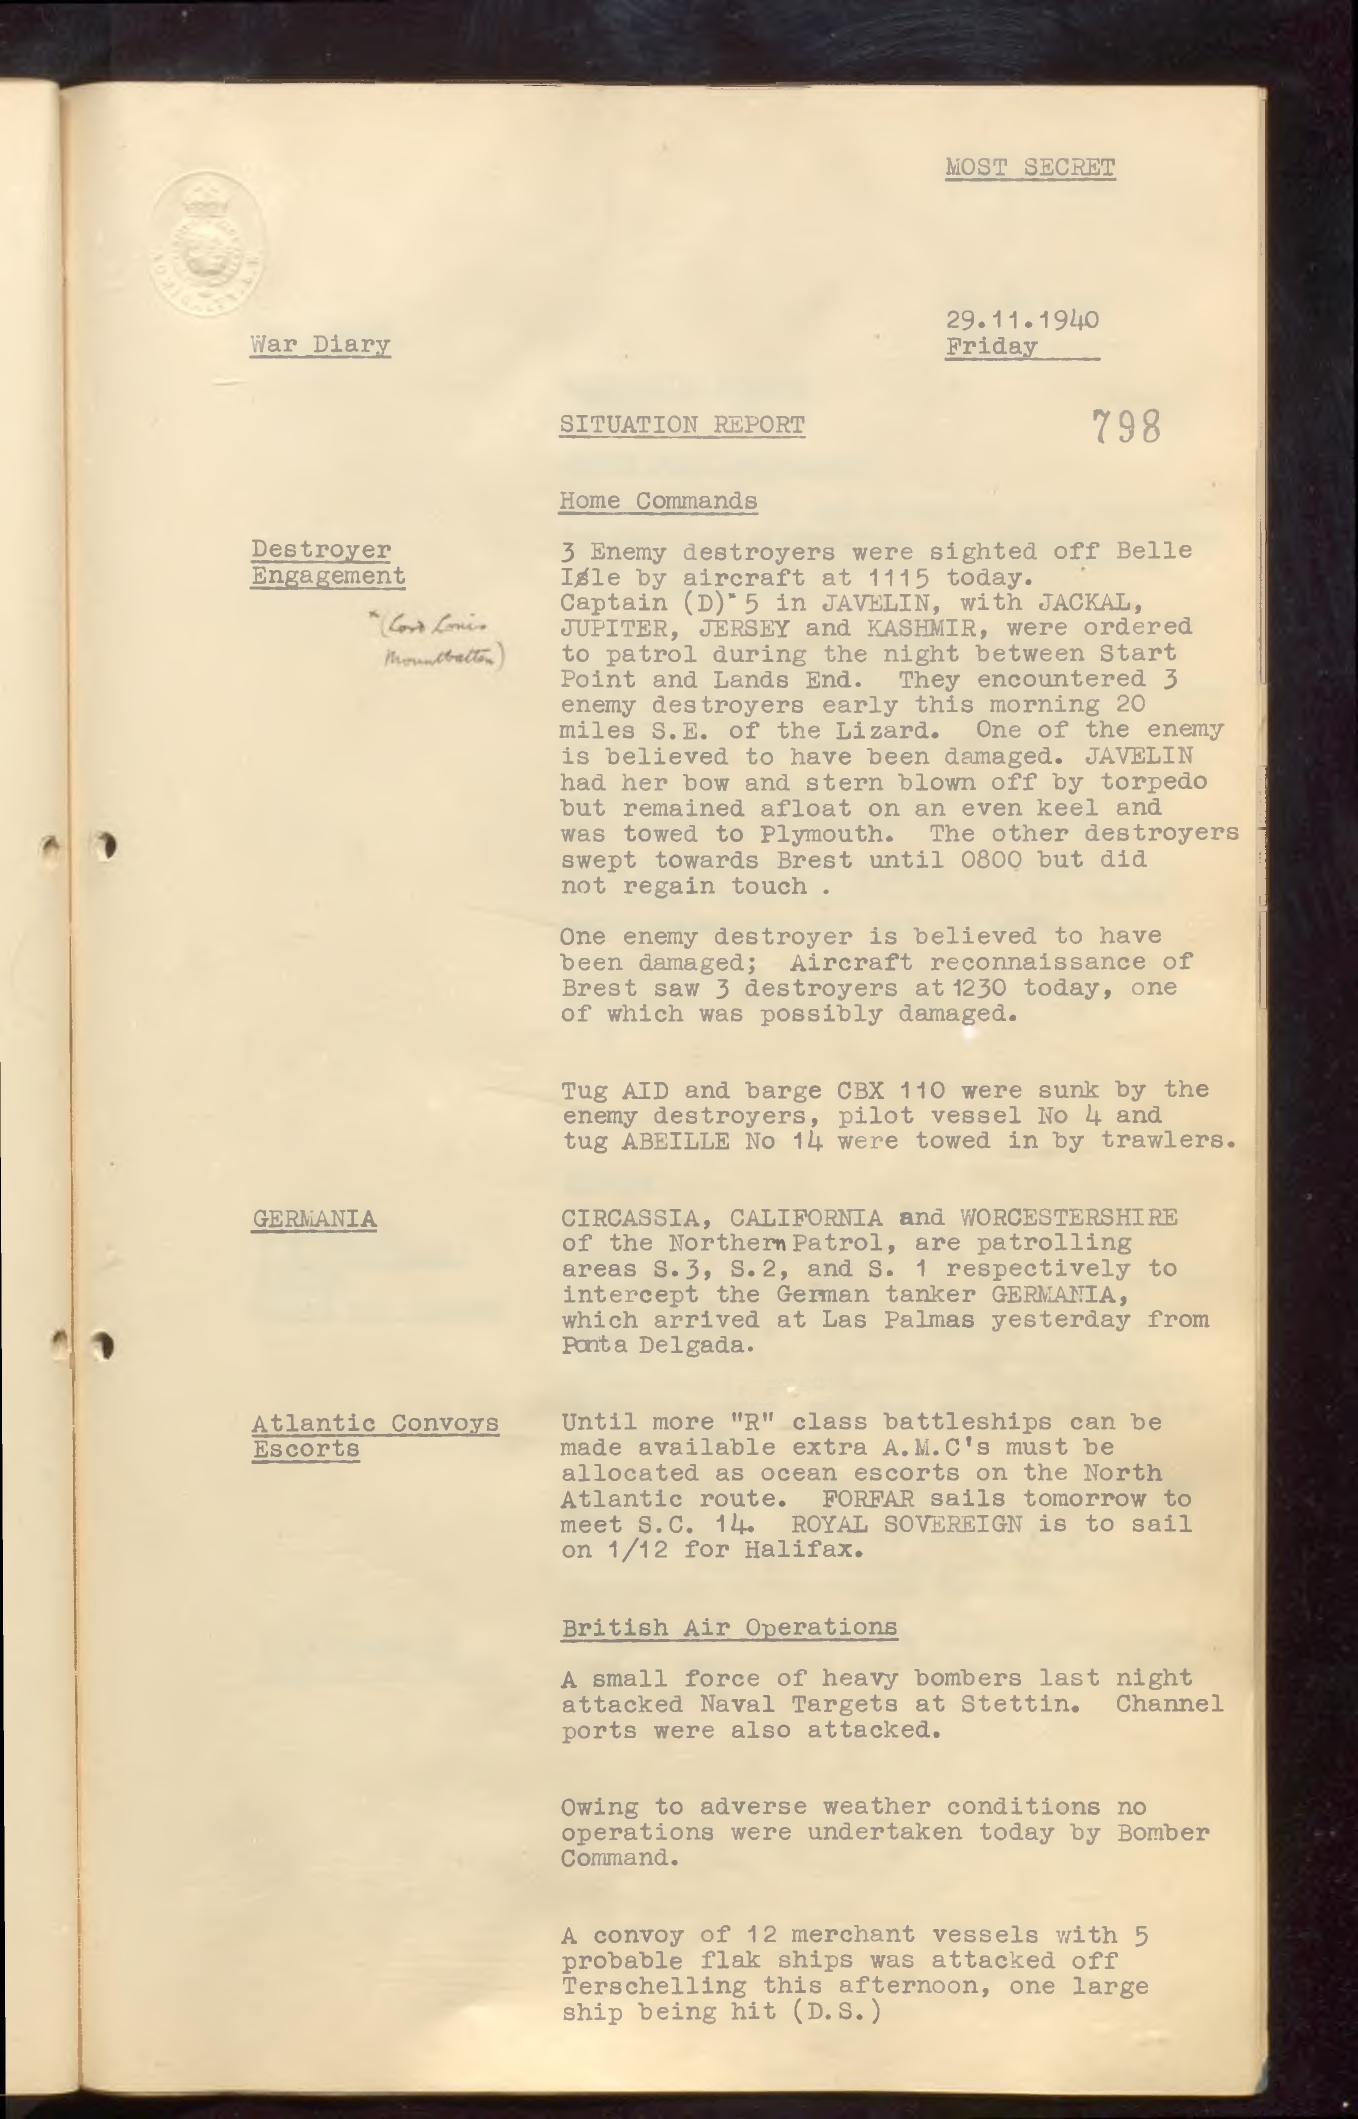 MOST SECRET
29.11.1940
War Diary
Friday
SITUATION REPORT
798
Home Commands
Destroyer
Engagement
*(Lord Louis
Mountbatten)
3 Enemy destroyers were sighted off Belle
Isle by aircraft at 1115 today.
Captain (D)* 5 in JAVELIN, with JACKAL,
JUPITER, JERSEY and KASHMIR, were ordered
to patrol during the night between Start
Point and Lands End. They encountered 3
enemy destroyers early this morning 20
miles S.E. of the Lizard. One of the enemy
is believed to have been damaged. JAVELIN
had her bow and stern blown off by torpedo
but remained afloat on an even keel and
was towed to Plymouth. The other destroyers
swept towards Brest until 0800 but did
not regain touch .
One enemy destroyer is believed to have
been damaged; Aircraft reconnaissance of
Brest saw 3 destroyers at 1230 today, one
of which was possibly damaged.
Tug AID and barge CBX 110 were sunk by the
enemy destroyers, pilot vessel No 4 and
tug ABEILLE No 14 were towed in by trawlers.
GERMANIA
CIRCASSIA, CALIFORNIA and WORCESTERSHIRE
of the Northern Patrol, are patrolling
areas S.3, S.2, and S. 1 respectively to
intercept the German tanker GERMANIA,
which arrived at Las Palmas yesterday from
Ponta Delgada.
Atlantic Convoys
Escorts
Until more "R" class battleships can be
made available extra A.M.C's must be
allocated as ocean escorts on the North
Atlantic route. FORFAR sails tomorrow to
meet S.C. 14. ROYAL SOVEREIGN is to sail
on 1/12 for Halifax.
British Air Operations
A small force of heavy bombers last night
attacked Naval Targets at Stettin. Channel
ports were also attacked.
Owing to adverse weather conditions no
operations were undertaken today by Bomber
Command.
A convoy of 12 merchant vessels with 5
probable flak ships was attacked off
Terschelling this afternoon, one large
ship being hit (D.S.)